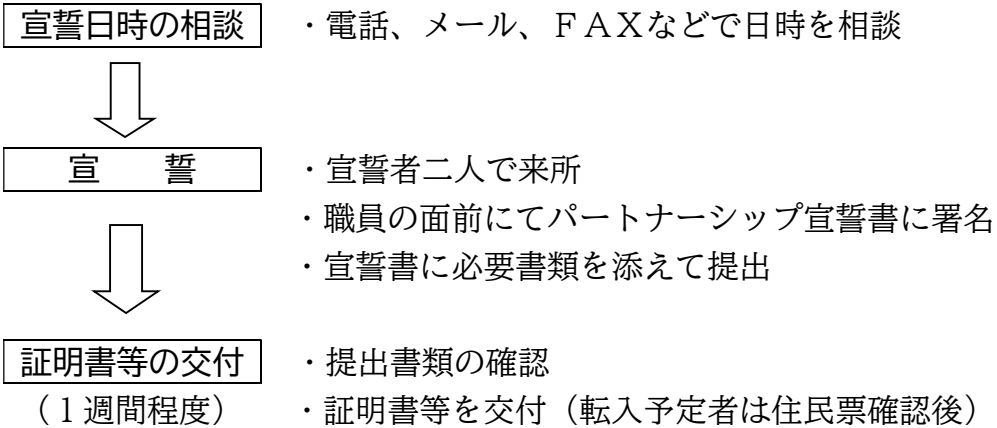 宣誓日時の相談 ・電話、メール、ＦＡＸなどで日時を相談
宣　　誓 ・宣誓者二人で来所
・職員の面前にてパートナーシップ宣誓書に署名
・宣誓書に必要書類を添えて提出
証明書等の交付 ・提出書類の確認
（１週間程度） ・証明書等を交付（転入予定者は住民票確認後）